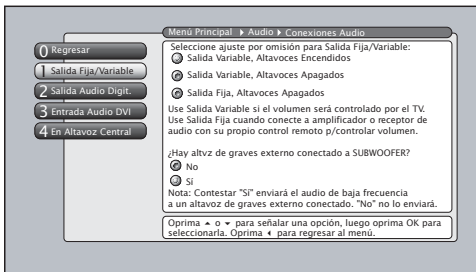 Menú Principal ▸ Audio ▸ Conexiones Audio
0 Regresar
1 Salida Fija/Variable
2 Salida Audio Digit.
3 Entrada Audio DVI
4 En Altavoz Central
Seleccione ajuste por omisión para Salida Fija/Variable:
Salida Variable, Altavoces Encendidos
Salida Variable, Altavoces Apagados
Salida Fija, Altavoces Apagados
Use Salida Variable si el volumen será controlado por el TV.
Use Salida Fija cuando conecte a amplificador o receptor de
audio con su propio control remoto p/controlar volumen.
¿Hay altvz de graves externo conectado a SUBWOOFER?
No
Sí
Nota: Contestar "Sí" enviará el audio de baja frecuencia
a un altavoz de graves externo conectado. "No" no lo enviará.
Oprima ▴ o ▾ para señalar una opción, luego oprima OK para
seleccionarla. Oprima ◂ para regresar al menú.